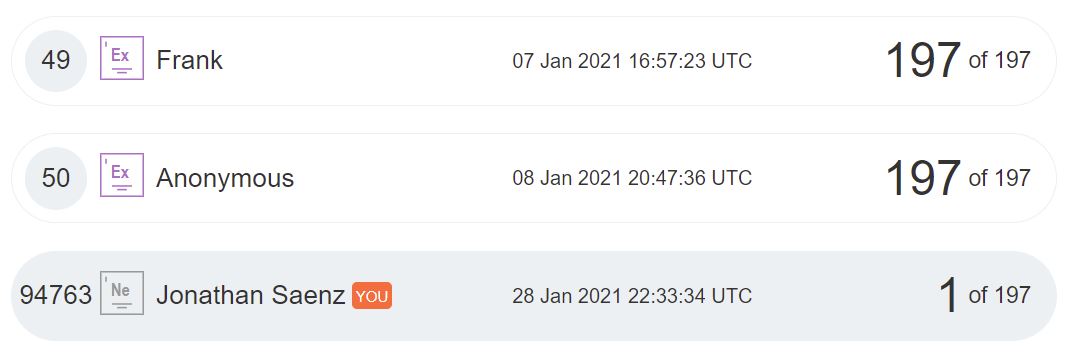 49 Ex Frank 07 Jan 2021 16:57:23 UTC 197 of 197
50 Ex Anonymous 08 Jan 2021 20:47:36 UTC 197 of 197
94763 Ne Jonathan Saenz YOU 28 Jan 2021 22:33:34 UTC 1 of 197